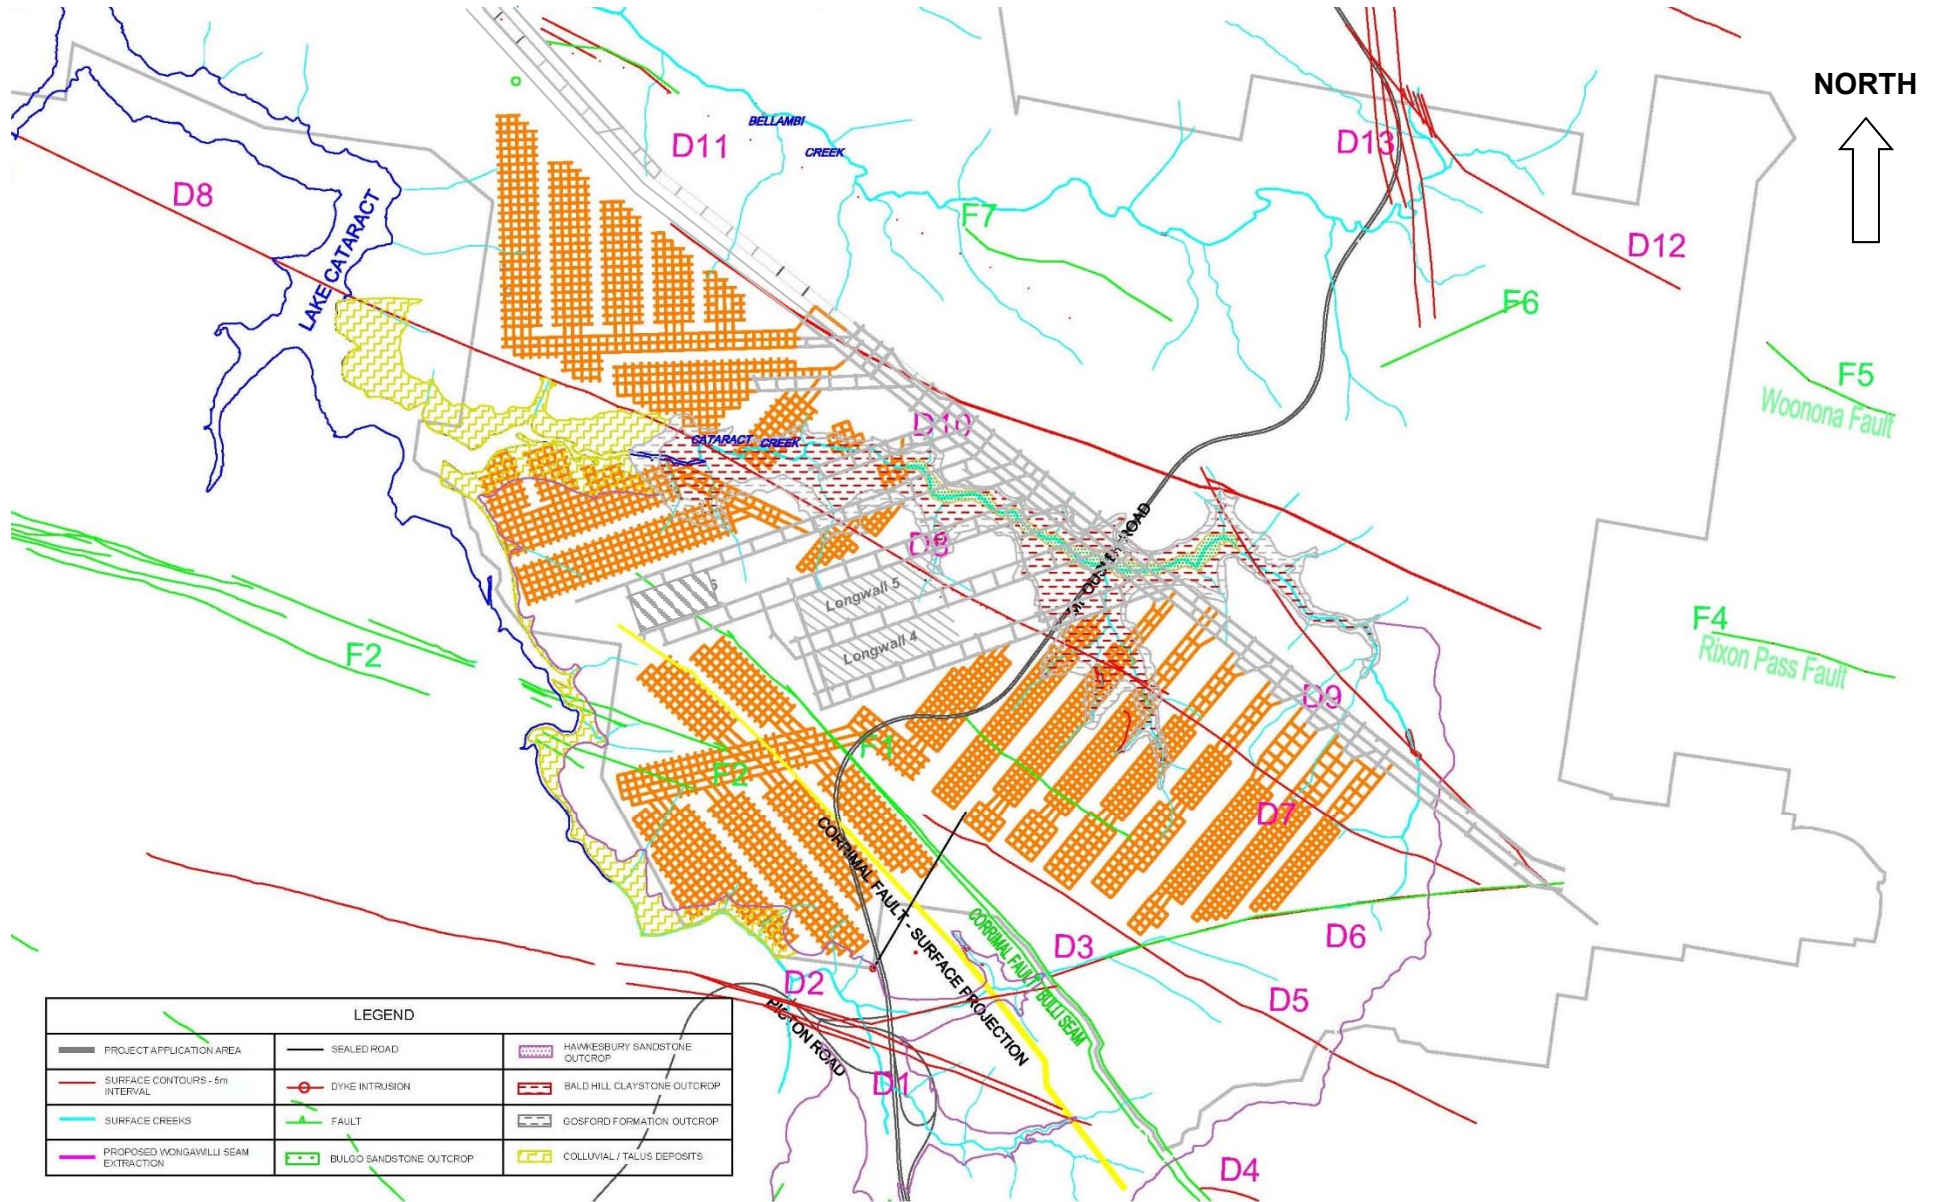 NORTH
BELLAMBI
CREEK
D11
D13
D8
LAKE CATARACT
F7
D12
F6
F5
Woonona Fault
D10
CATARACT CREEK
ROAD
D8
6
Longwall 5
Longwall 4
F4
Rixon Pass Fault
F2
D9
F1
F2
D7
CORRIMAL FAULT - SURFACE PROJECTION
CORRIMAL FAULT BULLI SEAM
D3
D6
D2
D5
PICTON ROAD
D1
D4
LEGEND
PROJECT APPLICATION AREA
SEALED ROAD
HAWKESBURY SANDSTONE
OUTCROP
SURFACE CONTOURS - 5m
INTERVAL
DYKE INTRUSION
BALD HILL CLAYSTONE OUTCROP
SURFACE CREEKS
FAULT
GOSFORD FORMATION OUTCROP
PROPOSED WONGAWILLI SEAM
EXTRACTION
BULGO SANDSTONE OUTCROP
COLLUVIAL / TALUS DEPOSITS